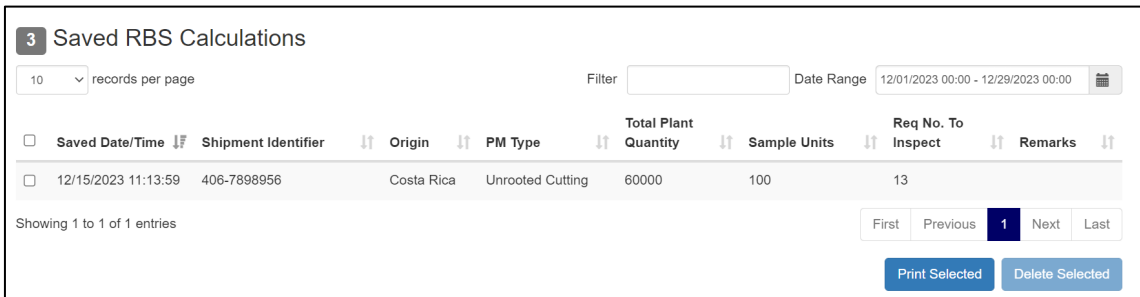 3 Saved RBS Calculations
10 records per page Filter Date Range 12/01/2023 00:00 - 12/29/2023 00:00
Saved Date/Time Shipment Identifier Origin PM Type Total Plant Quantity Sample Units Req No. To Inspect Remarks
12/15/2023 11:13:59 406-7898956 Costa Rica Unrooted Cutting 60000 100 13
Showing 1 to 1 of 1 entries First Previous 1 Next Last
Print Selected Delete Selected